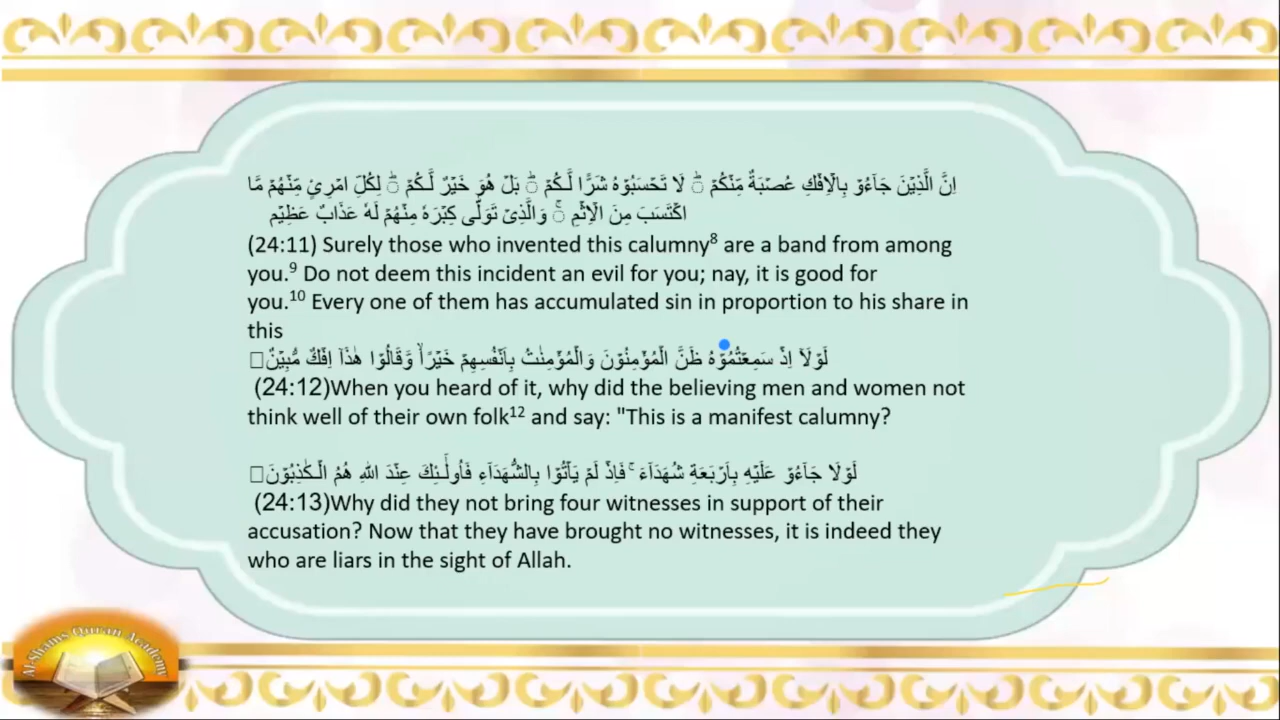 اِنَّ الَّذِيۡنَ جَآءُوۡ بِالۡاِفۡكِ عُصۡبَةٌ مِّنۡكُمۡ‌ ؕ لَا تَحۡسَبُوۡهُ شَرًّا لَّـكُمۡ‌ ؕ بَلۡ هُوَ خَيۡرٌ لَّـكُمۡ‌ ؕ لِكُلِّ امۡرِىٴٍ مِّنۡهُمۡ مَّا
اكۡتَسَبَ مِنَ الۡاِثۡمِ‌ ۚ وَالَّذِىۡ تَوَلّٰى كِبۡرَهٗ مِنۡهُمۡ لَهٗ عَذَابٌ عَظِيۡم
(24:11) Surely those who invented this calumny⁸ are a band from among
you.⁹ Do not deem this incident an evil for you; nay, it is good for
you.¹⁰ Every one of them has accumulated sin in proportion to his share in
this
لَوۡلَاۤ اِذۡ سَمِعۡتُمُوۡهُ ظَنَّ الۡمُؤۡمِنُوۡنَ وَالۡمُؤۡمِنٰتُ بِاَنۡفُسِهِمۡ خَيۡرًاۙ وَّقَالُوۡا هٰذَاۤ اِفۡكٌ مُّبِيۡنٌ
(24:12)When you heard of it, why did the believing men and women not
think well of their own folk¹² and say: "This is a manifest calumny?
لَوۡلَا جَآءُوۡ عَلَيۡهِ بِاَرۡبَعَةِ شُهَدَآءَ‌ ۚ فَاِذۡ لَمۡ يَاۡتُوۡا بِالشُّهَدَآءِ فَاُولٰٓٮِٕكَ عِنۡدَ اللّٰهِ هُمُ الۡـكٰذِبُوۡنَ
(24:13)Why did they not bring four witnesses in support of their
accusation? Now that they have brought no witnesses, it is indeed they
who are liars in the sight of Allah.
Al-Shams Quran Academy